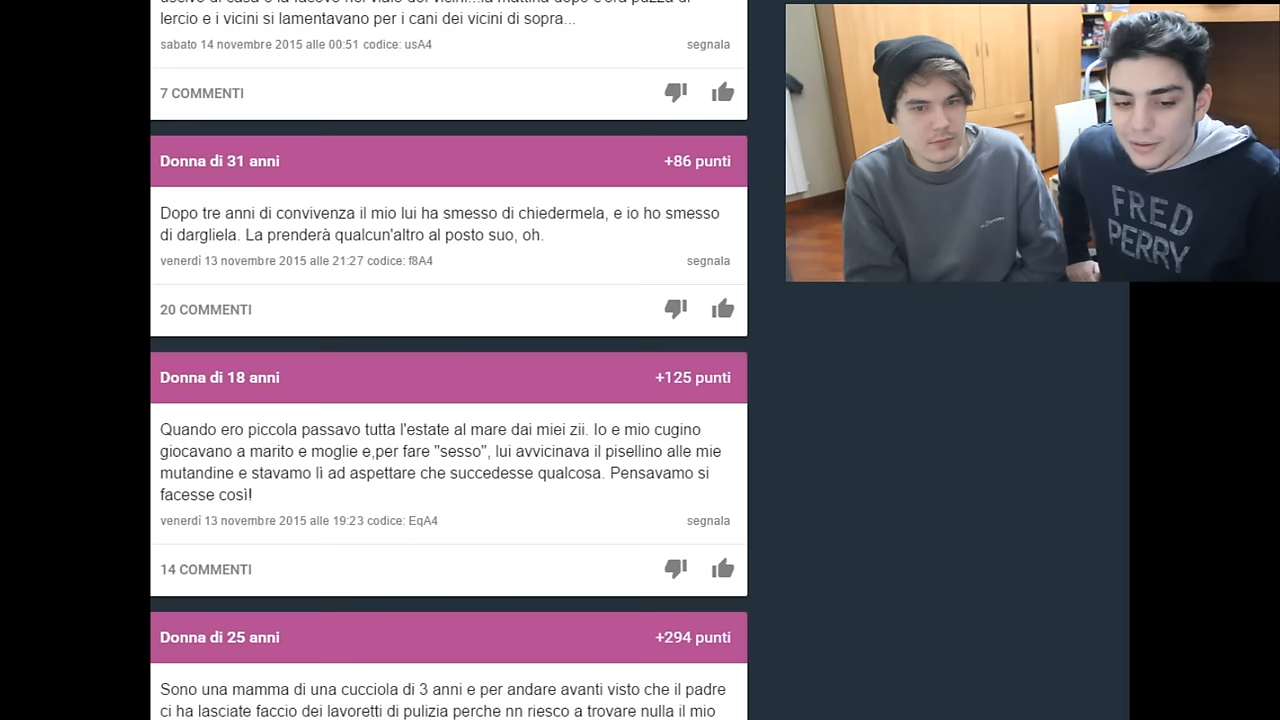 lercio e i vicini si lamentavano per i cani dei vicini di sopra...
sabato 14 novembre 2015 alle 00:51 codice: usA4 segnala
7 COMMENTI
Donna di 31 anni +86 punti
Dopo tre anni di convivenza il mio lui ha smesso di chiedermela, e io ho smesso
di dargliela. La prenderà qualcun'altro al posto suo, oh.
venerdì 13 novembre 2015 alle 21:27 codice: f8A4 segnala
20 COMMENTI
Donna di 18 anni +125 punti
Quando ero piccola passavo tutta l'estate al mare dai miei zii. Io e mio cugino
giocavano a marito e moglie e,per fare "sesso", lui avvicinava il pisellino alle mie
mutandine e stavamo lì ad aspettare che succedesse qualcosa. Pensavamo si
facesse così!
venerdì 13 novembre 2015 alle 19:23 codice: EqA4 segnala
14 COMMENTI
Donna di 25 anni +294 punti
Sono una mamma di una cucciola di 3 anni e per andare avanti visto che il padre
ci ha lasciate faccio dei lavoretti di pulizia perche nn riesco a trovare nulla il mio
FRED
PERRY